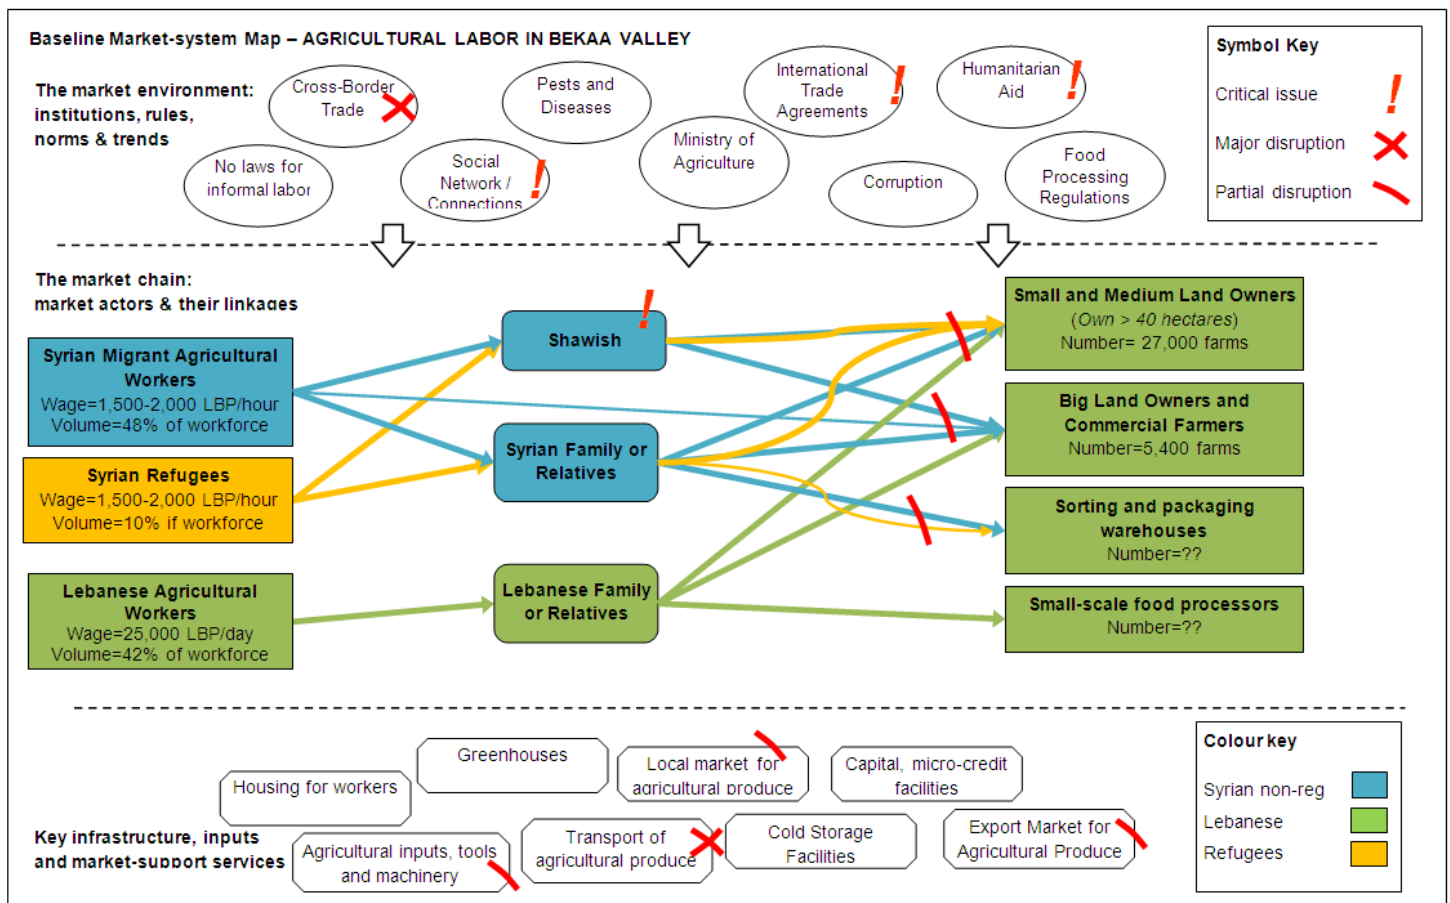 Baseline Market-system Map – AGRICULTURAL LABOR IN BEKAA VALLEY
The market environment:
institutions, rules,
norms & trends
Cross-Border
Trade
Pests and
Diseases
International
Trade
Agreements
Humanitarian
Aid
No laws for
informal labor
Social
Network /
Connections
Ministry of
Agriculture
Corruption
Food
Processing
Regulations
Symbol Key
Critical issue
Major disruption
Partial disruption
The market chain:
market actors & their linkages
Syrian Migrant Agricultural
Workers
Wage=1,500-2,000 LBP/hour
Volume=48% of workforce
Syrian Refugees
Wage=1,500-2,000 LBP/hour
Volume=10% if workforce
Lebanese Agricultural
Workers
Wage=25,000 LBP/day
Volume=42% of workforce
Shawish
Syrian Family or
Relatives
Lebanese Family
or Relatives
Small and Medium Land Owners
(Own > 40 hectares)
Number= 27,000 farms
Big Land Owners and
Commercial Farmers
Number=5,400 farms
Sorting and packaging
warehouses
Number=??
Small-scale food processors
Number=??
Key infrastructure, inputs
and market-support services
Housing for workers
Greenhouses
Local market for
agricultural produce
Capital, micro-credit
facilities
Agricultural inputs, tools
and machinery
Transport of
agricultural produce
Cold Storage
Facilities
Export Market for
Agricultural Produce
Colour key
Syrian non-reg
Lebanese
Refugees